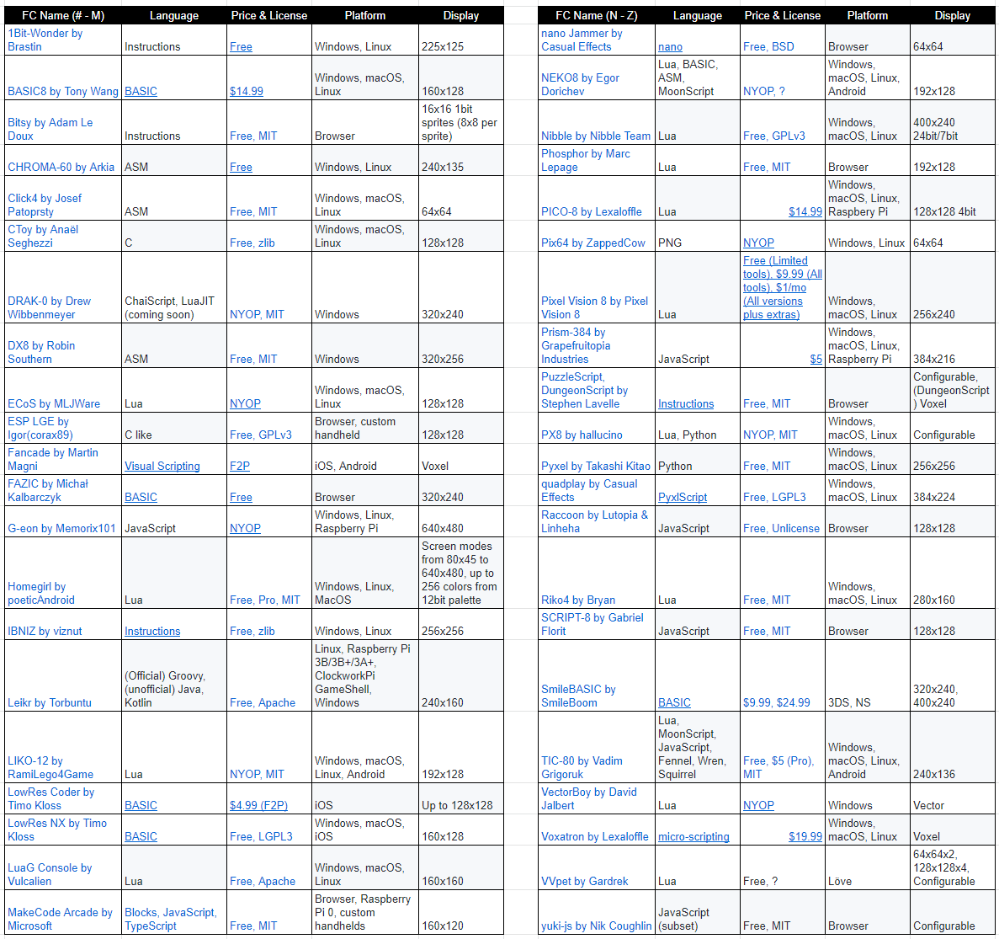 FC Name (# - M) Language Price & License Platform Display
1Bit-Wonder by
Brastin Instructions Free Windows, Linux 225x125
BASIC8 by Tony Wang BASIC $14.99 Windows, macOS,
Linux 160x128
Bitsy by Adam Le
Doux Instructions Free, MIT Browser 16x16 1bit
sprites (8x8 per
sprite)
CHROMA-60 by Arkia ASM Free Windows, Linux 240x135
Click4 by Josef
Patoprsty ASM Free, MIT Windows, macOS,
Linux 64x64
CToy by Anaël
Seghezzi C Free, zlib Windows, macOS,
Linux 128x128
DRAK-0 by Drew
Wibbenmeyer ChaiScript, LuaJIT
(coming soon) NYOP, MIT Windows 320x240
DX8 by Robin
Southern ASM Free, MIT Windows 320x256
ECoS by MLJWare Lua NYOP Windows, macOS,
Linux 128x128
ESP LGE by
Igor(corax89) C like Free, GPLv3 Browser, custom
handheld 128x128
Fancade by Martin
Magni Visual Scripting F2P iOS, Android Voxel
FAZIC by Michał
Kalbarczyk BASIC Free Browser 320x240
G-eon by Memorix101 JavaScript NYOP Windows, Linux,
Raspberry Pi 640x480
Homegirl by
poeticAndroid Lua Free, Pro, MIT Windows, Linux,
MacOS Screen modes
from 80x45 to
640x480, up to
256 colors from
12bit palette
IBNIZ by viznut Instructions Free, zlib Windows, Linux 256x256
Leikr by Torbuntu (Official) Groovy,
(unofficial) Java,
Kotlin Free, Apache Linux, Raspberry Pi
3B/3B+/3A+,
ClockworkPi
GameShell,
Windows 240x160
LIKO-12 by
RamiLego4Game Lua NYOP, MIT Windows, macOS,
Linux, Android 192x128
LowRes Coder by
Timo Kloss BASIC $4.99 (F2P) iOS Up to 128x128
LowRes NX by Timo
Kloss BASIC Free, LGPL3 Windows, macOS,
iOS 160x128
LuaG Console by
Vulcalien Lua Free, Apache Windows, macOS,
Linux 160x160
MakeCode Arcade by
Microsoft Blocks, JavaScript,
TypeScript Free, MIT Browser, Raspberry
Pi 0, custom
handhelds 160x120
FC Name (N - Z) Language Price & License Platform Display
nano Jammer by
Casual Effects nano Free, BSD Browser 64x64
NEKO8 by Egor
Dorichev Lua, BASIC,
ASM,
MoonScript NYOP, ? Windows,
macOS, Linux,
Android 192x128
Nibble by Nibble Team Lua Free, GPLv3 Windows,
macOS, Linux 400x240
24bit/7bit
Phosphor by Marc
Lepage Lua Free, MIT Browser 192x128
PICO-8 by Lexaloffle Lua $14.99 Windows,
macOS, Linux,
Raspbery Pi 128x128 4bit
Pix64 by ZappedCow PNG NYOP Windows, Linux 64x64
Pixel Vision 8 by Pixel
Vision 8 Lua Free (Limited
tools), $9.99 (All
tools), $1/mo
(All versions
plus extras) Windows,
macOS, Linux 256x240
Prism-384 by
Grapefruitopia
Industries JavaScript $5 Windows,
macOS, Linux,
Raspberry Pi 384x216
PuzzleScript,
DungeonScript by
Stephen Lavelle Instructions Free, MIT Browser Configurable,
(DungeonScript
) Voxel
PX8 by hallucino Lua, Python NYOP, MIT Windows,
macOS, Linux Configurable
Pyxel by Takashi Kitao Python Free, MIT Windows,
macOS, Linux 256x256
quadplay by Casual
Effects PyxlScript Free, LGPL3 Windows,
macOS, Linux 384x224
Raccoon by Lutopia &
Linheha JavaScript Free, Unlicense Browser 128x128
Riko4 by Bryan Lua Free, MIT Windows,
macOS, Linux 280x160
SCRIPT-8 by Gabriel
Florit JavaScript Free, MIT Browser 128x128
SmileBASIC by
SmileBoom BASIC $9.99, $24.99 3DS, NS 320x240,
400x240
TIC-80 by Vadim
Grigoruk Lua,
MoonScript,
JavaScript,
Fennel, Wren,
Squirrel Free, $5 (Pro),
MIT Windows,
macOS, Linux,
Android 240x136
VectorBoy by David
Jalbert Lua NYOP Windows Vector
Voxatron by Lexaloffle micro-scripting $19.99 Windows,
macOS, Linux Voxel
VVpet by Gardrek Lua Free, ? Löve 64x64x2,
128x128x4,
Configurable
yuki-js by Nik Coughlin JavaScript
(subset) Free, MIT Browser Configurable